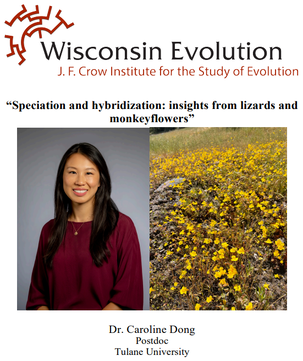 Wisconsin Evolution
J. F. Crow Institute for the Study of Evolution
“Speciation and hybridization: insights from lizards and
monkeyflowers”
Dr. Caroline Dong
Postdoc
Tulane University